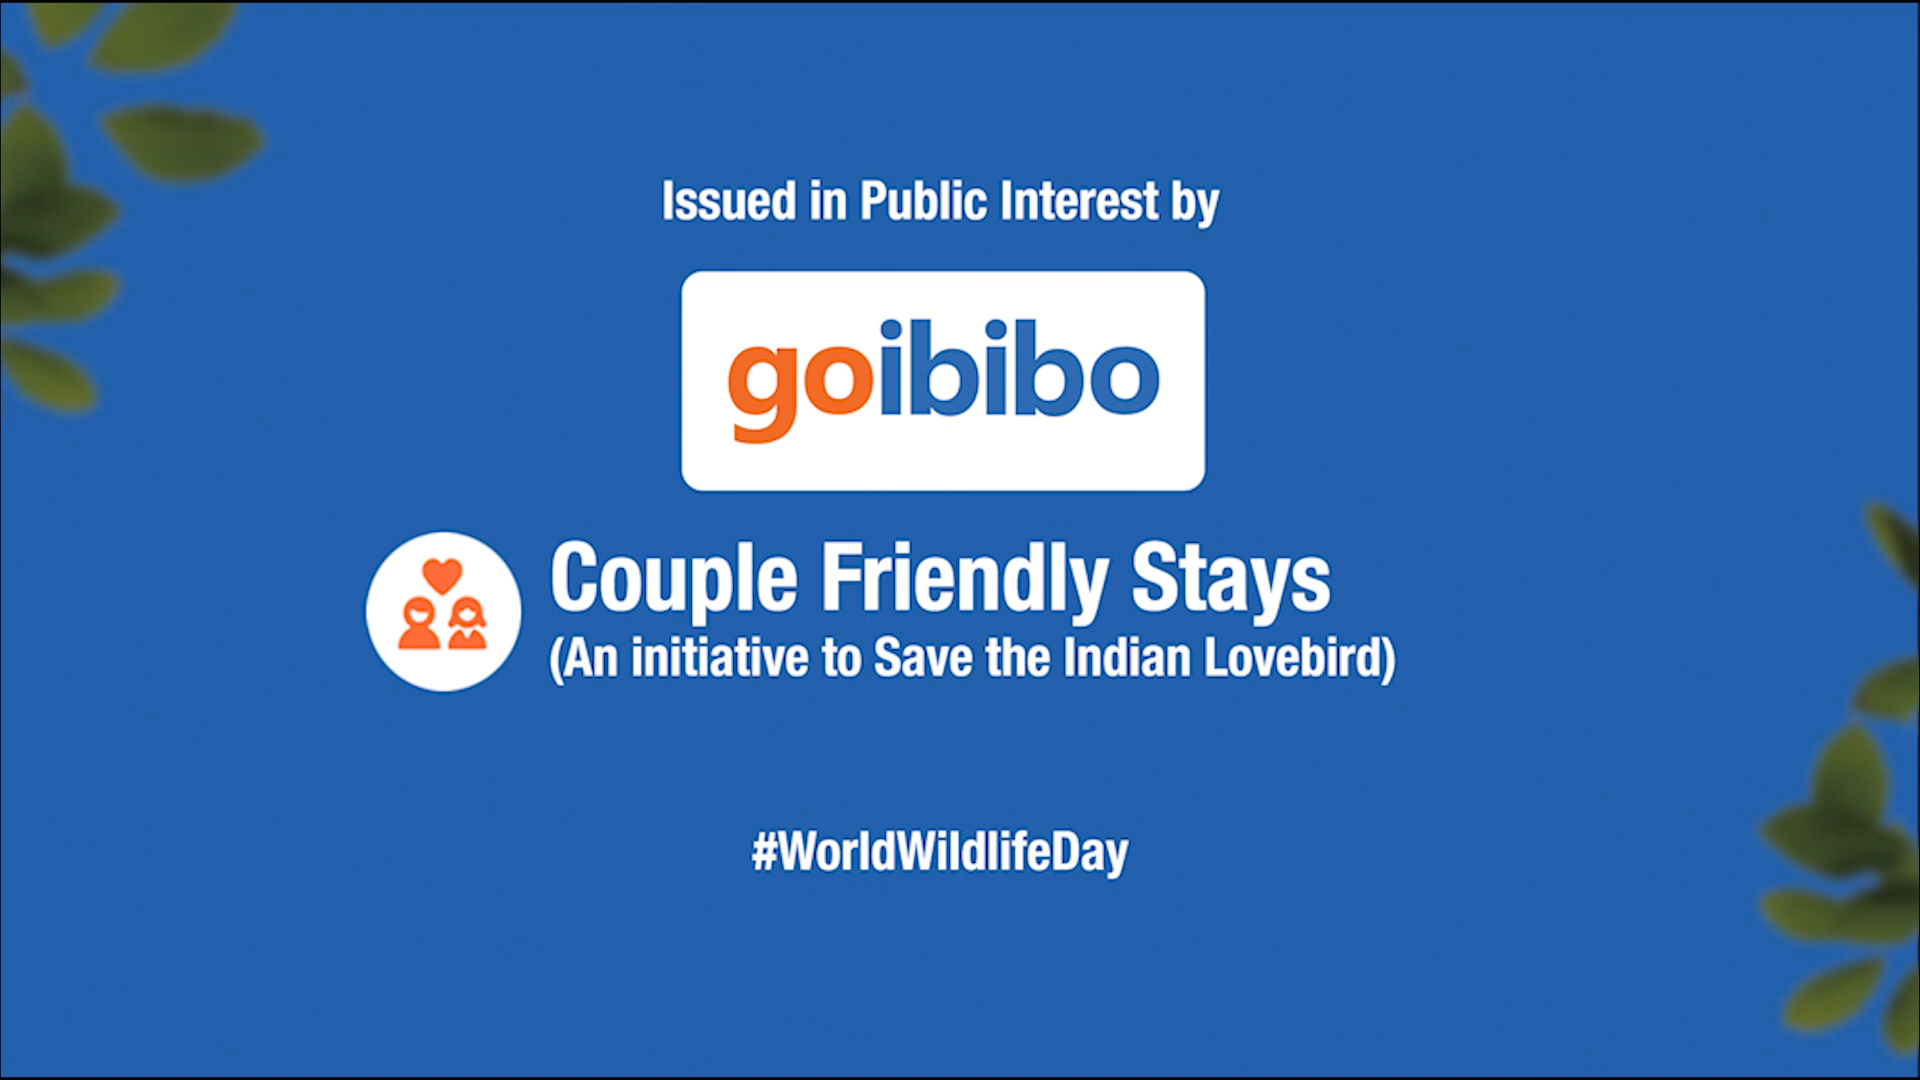 Issued in Public Interest by
goibibo
Couple Friendly Stays
(An initiative to Save the Indian Lovebird)
#WorldWildlifeDay